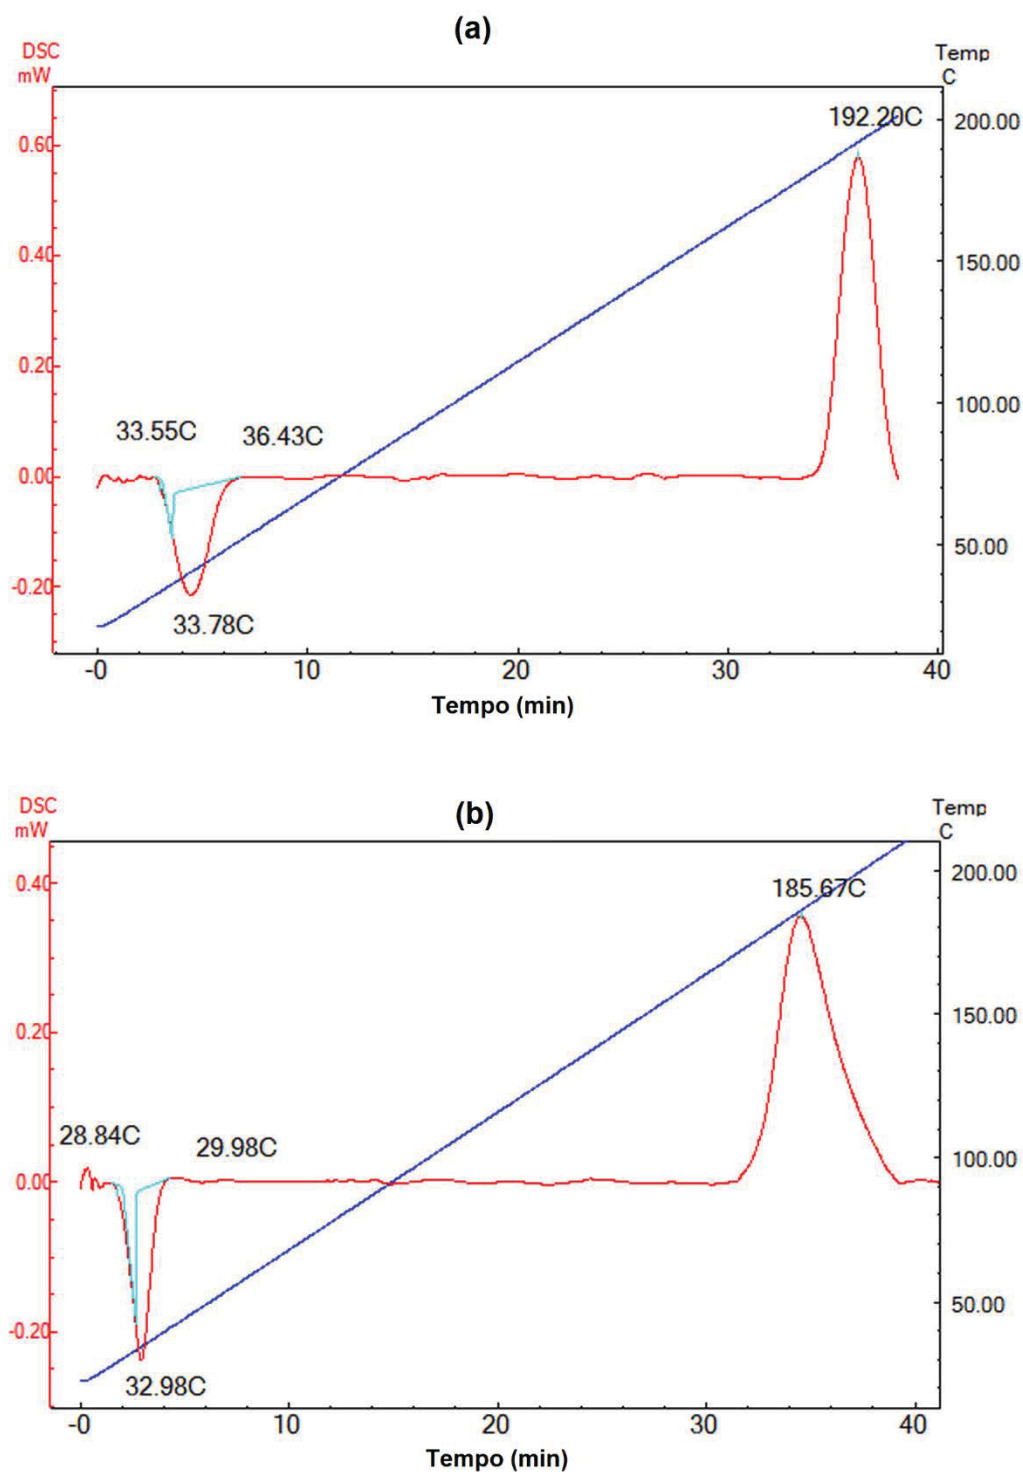 (a)
DSC
mW
Temp
C
192.20C
200.00
0.60
0.40
150.00
0.20
100.00
33.55C
36.43C
0.00
50.00
-0.20
33.78C
-0 10 20 30 40
Tempo (min)
(b)
DSC
mW
Temp
C
0.40
185.67C
200.00
0.20
150.00
28.84C
29.98C
0.00
100.00
50.00
-0.20
32.98C
-0 10 20 30 40
Tempo (min)